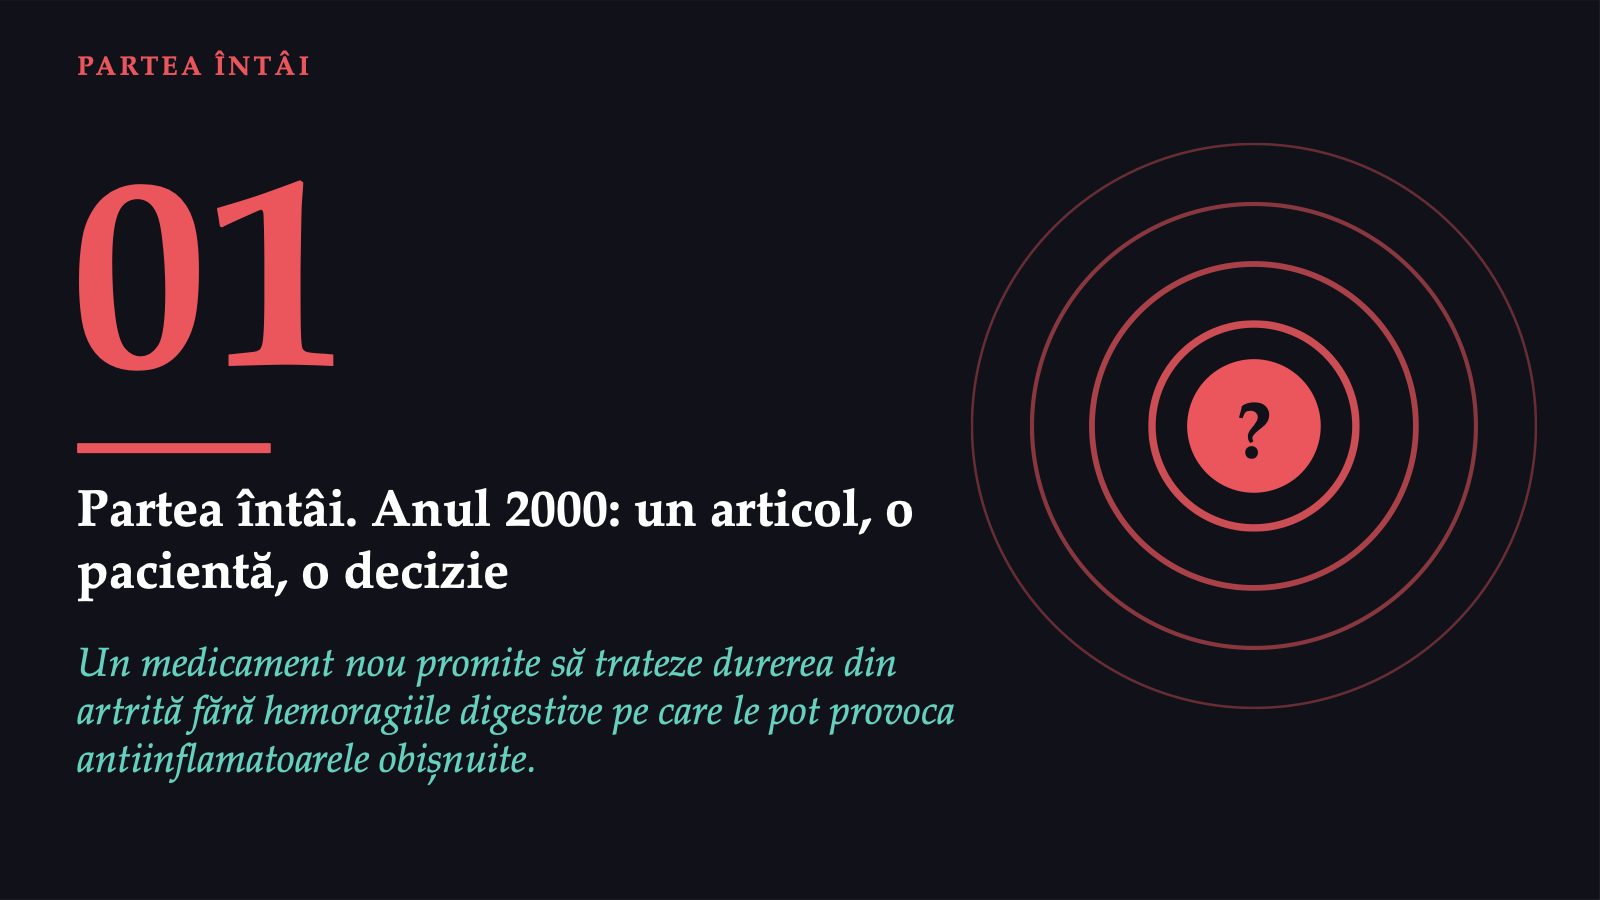 PARTEA ÎNTÂI
01
Partea întâi. Anul 2000: un articol, o
pacientă, o decizie
Un medicament nou promite să trateze durerea din
artrită fără hemoragiile digestive pe care le pot provoca
antiinflamatoarele obișnuite.
?